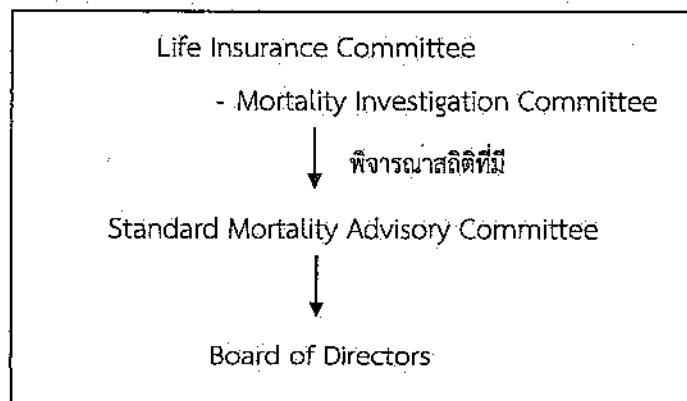 Life Insurance Committee
- Mortality Investigation Committee
พิจารณาสถิติที่มี
Standard Mortality Advisory Committee
Board of Directors